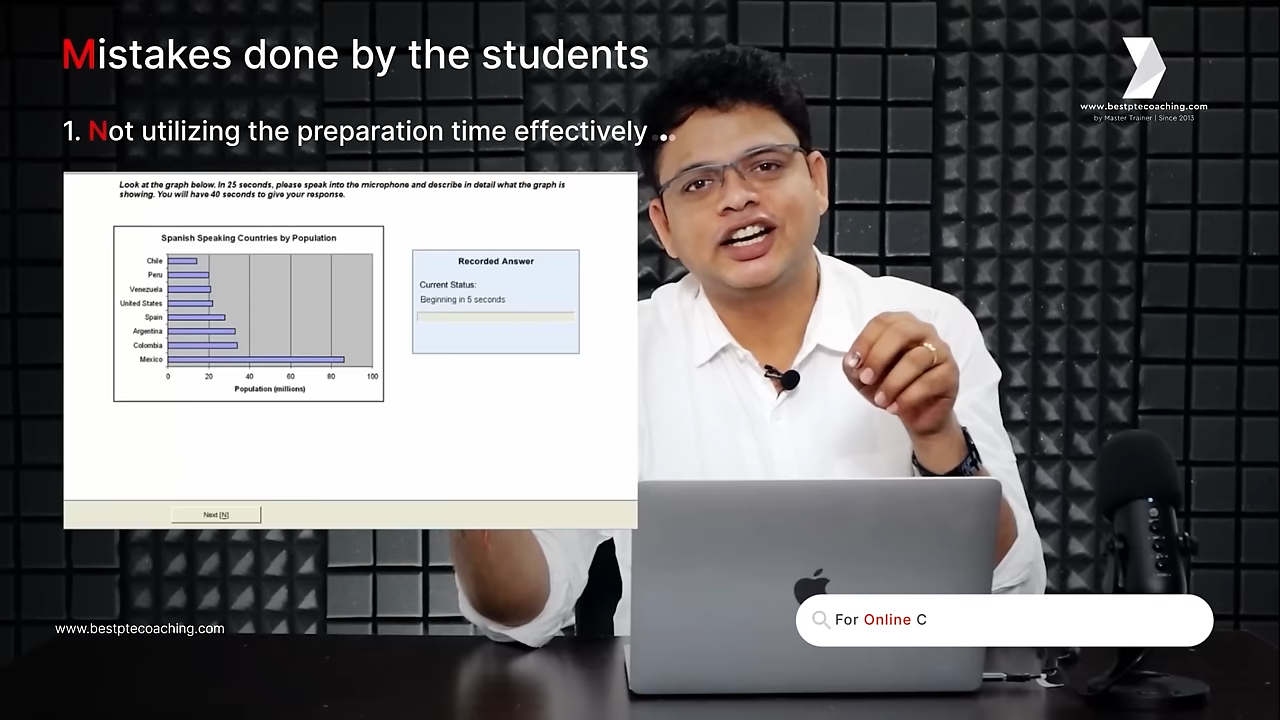 Mistakes done by the students
1. Not utilizing the preparation time effectively ...
www.bestptecoaching.com
by Master Trainer | Since 2013
Look at the graph below. In 25 seconds, please speak into the microphone and describe in detail what the graph is
showing. You will have 40 seconds to give your response.
Spanish Speaking Countries by Population
Chile
Peru
Venezuela
United States
Spain
Argentina
Colombia
Mexico
0 20 40 60 80 100
Population (millions)
Recorded Answer
Current Status:
Beginning in 5 seconds
Next [N]
www.bestptecoaching.com
For Online C